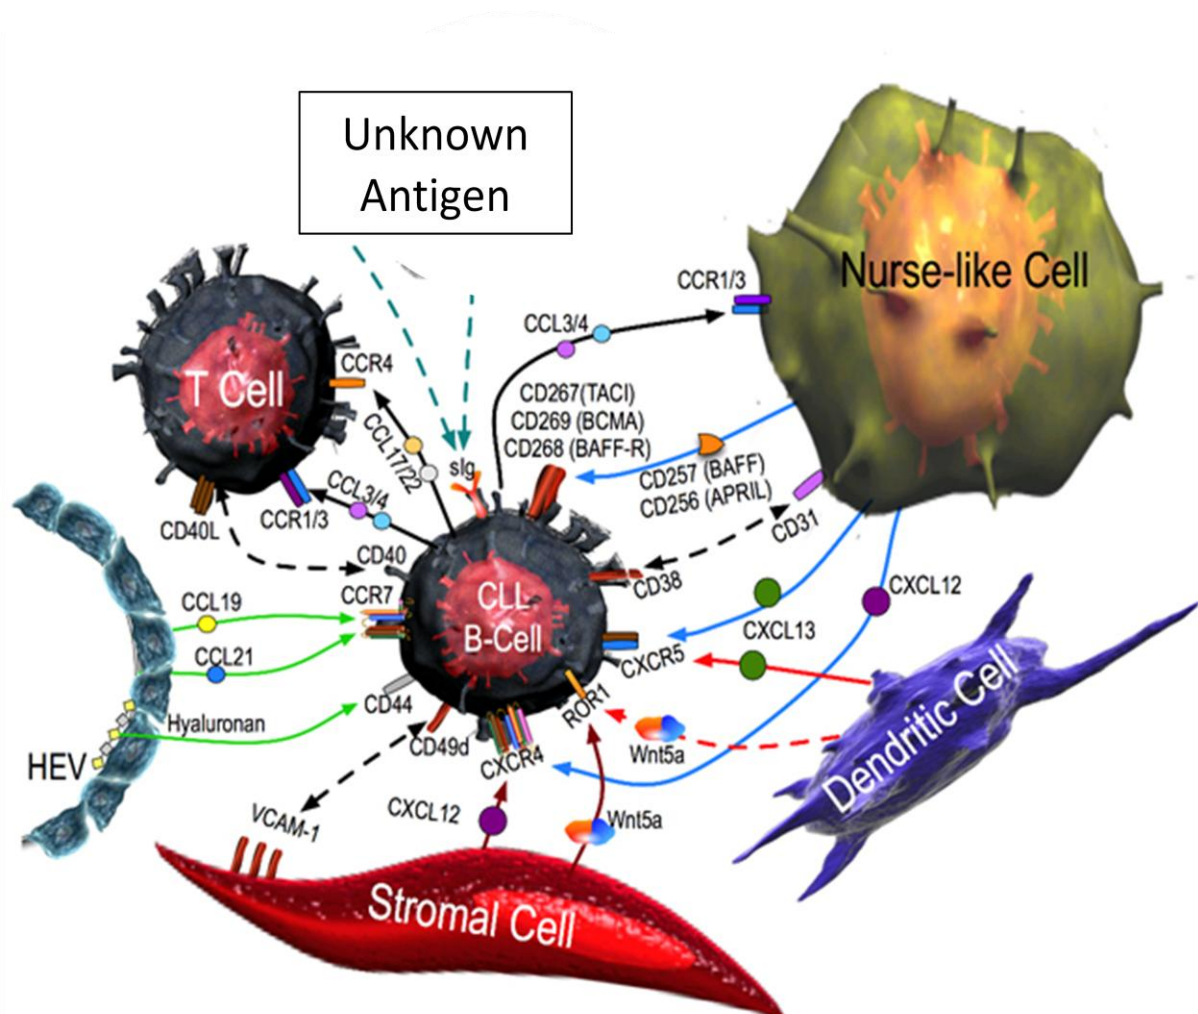 Unknown
Antigen
Nurse-like Cell
CCR1/3
CCL3/4
T Cell
CCR4
CD267(TACI)
CD269 (BCMA)
CD268 (BAFF-R)
CCL17/22
sIg
CD257 (BAFF)
CD256 (APRIL)
CCL3/4
CD40L
CCR1/3
CD31
CD40
CD38
CCR7
CLL
B-Cell
CXCL12
CCL19
CXCL13
CCL21
CXCR5
CD44
ROR1
Hyaluronan
CD49d
Wnt5a
HEV
CXCR4
Dendritic Cell
VCAM-1
CXCL12
Wnt5a
Stromal Cell